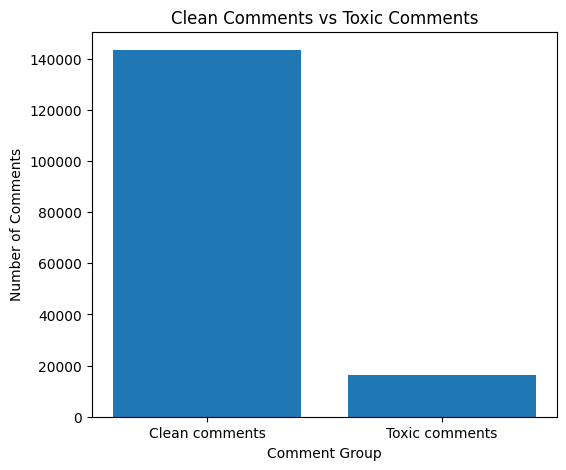 Clean Comments vs Toxic Comments
Number of Comments
140000
120000
100000
80000
60000
40000
20000
0
Clean comments
Toxic comments
Comment Group